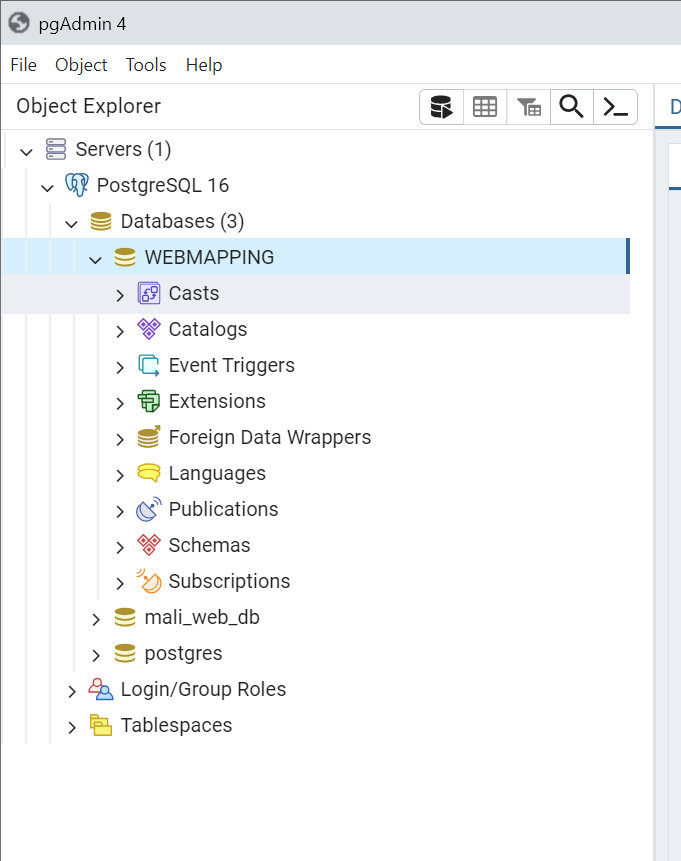 pgAdmin 4
File Object Tools Help
Object Explorer
D
Servers (1)
PostgreSQL 16
Databases (3)
WEBMAPPING
Casts
Catalogs
Event Triggers
Extensions
Foreign Data Wrappers
Languages
Publications
Schemas
Subscriptions
mali_web_db
postgres
Login/Group Roles
Tablespaces